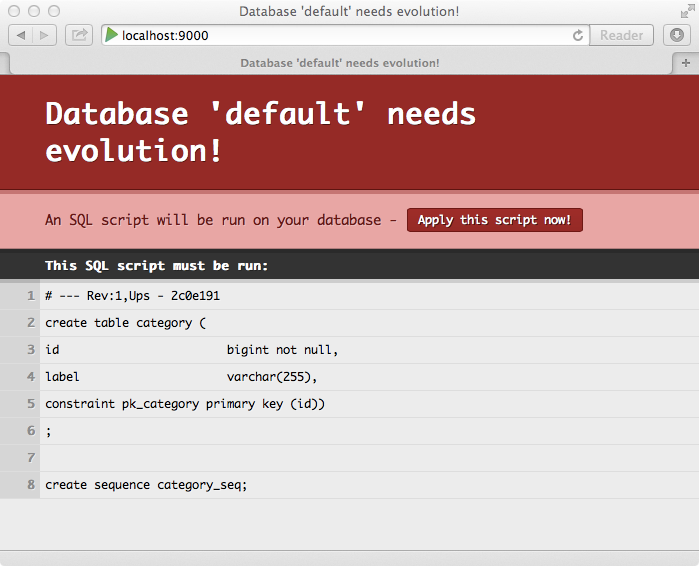 Database 'default' needs evolution!
localhost:9000
Reader
Database 'default' needs evolution!
+
Database 'default' needs
evolution!
An SQL script will be run on your database - Apply this script now!
This SQL script must be run:
1 # --- Rev:1,Ups - 2c0e191
2 create table category (
3 id bigint not null,
4 label varchar(255),
5 constraint pk_category primary key (id))
6 ;
7
8 create sequence category_seq;